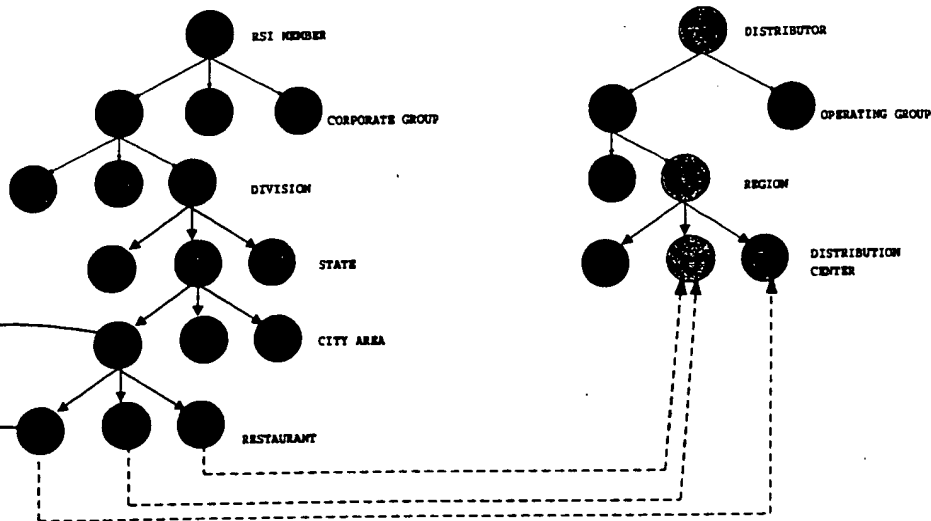 RSI MEMBER
CORPORATE GROUP
DIVISION
STATE
CITY AREA
RESTAURANT
DISTRIBUTOR
OPERATING GROUP
REGION
DISTRIBUTION
CENTER